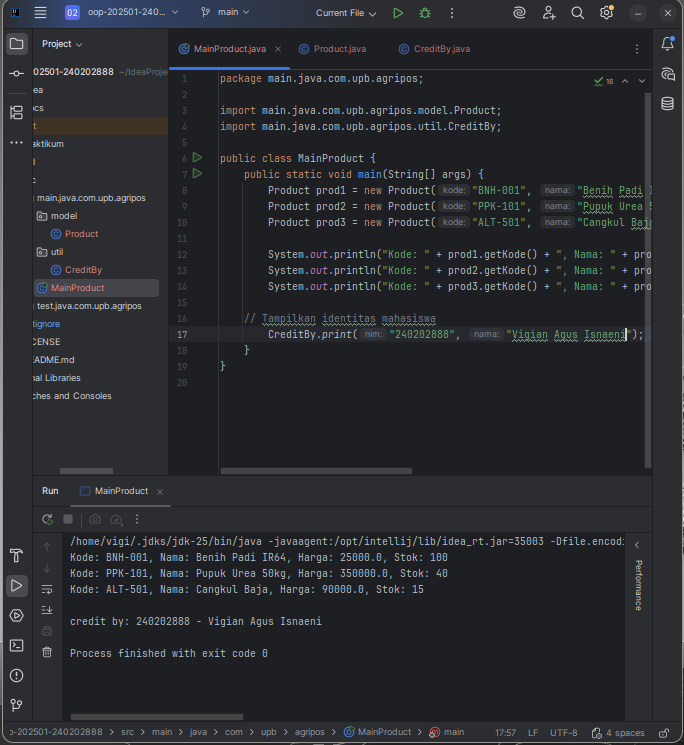 02 oop-202501-240... main Current File
Project
MainProduct.java Product.java CreditBy.java
02501-240202888 ~/IdeaProj
ea
ocs
t
aktikum
l
c
main.java.com.upb.agripos
model
Product
util
CreditBy
MainProduct
test.java.com.upb.agripos
tignore
CENSE
EADME.md
nal Libraries
tches and Consoles
16
1 package main.java.com.upb.agripos;
2
3 import main.java.com.upb.agripos.model.Product;
4 import main.java.com.upb.agripos.util.CreditBy;
5
6 public class MainProduct {
7 public static void main(String[] args) {
8 Product prod1 = new Product( kode: "BNH-001", nama: "Benih Padi I
9 Product prod2 = new Product( kode: "PPK-101", nama: "Pupuk Urea 5
10 Product prod3 = new Product( kode: "ALT-501", nama: "Cangkul Baja
11
12 System.out.println("Kode: " + prod1.getKode() + ", Nama: " + pro
13 System.out.println("Kode: " + prod2.getKode() + ", Nama: " + pro
14 System.out.println("Kode: " + prod3.getKode() + ", Nama: " + pro
15
16 // Tampilkan identitas mahasiswa
17 CreditBy.print( nim: "240202888", nama: "Vigian Agus Isnaeni");
18 }
19 }
20
Run MainProduct
/home/vigi/.jdks/jdk-25/bin/java -javaagent:/opt/intellij/lib/idea_rt.jar=35003 -Dfile.encodi
Kode: BNH-001, Nama: Benih Padi IR64, Harga: 25000.0, Stok: 100
Kode: PPK-101, Nama: Pupuk Urea 50kg, Harga: 350000.0, Stok: 40
Kode: ALT-501, Nama: Cangkul Baja, Harga: 90000.0, Stok: 15
credit by: 240202888 - Vigian Agus Isnaeni
Process finished with exit code 0
Performance
p-202501-240202888 > src > main > java > com > upb > agripos > MainProduct > main 17:57 LF UTF-8 4 spaces